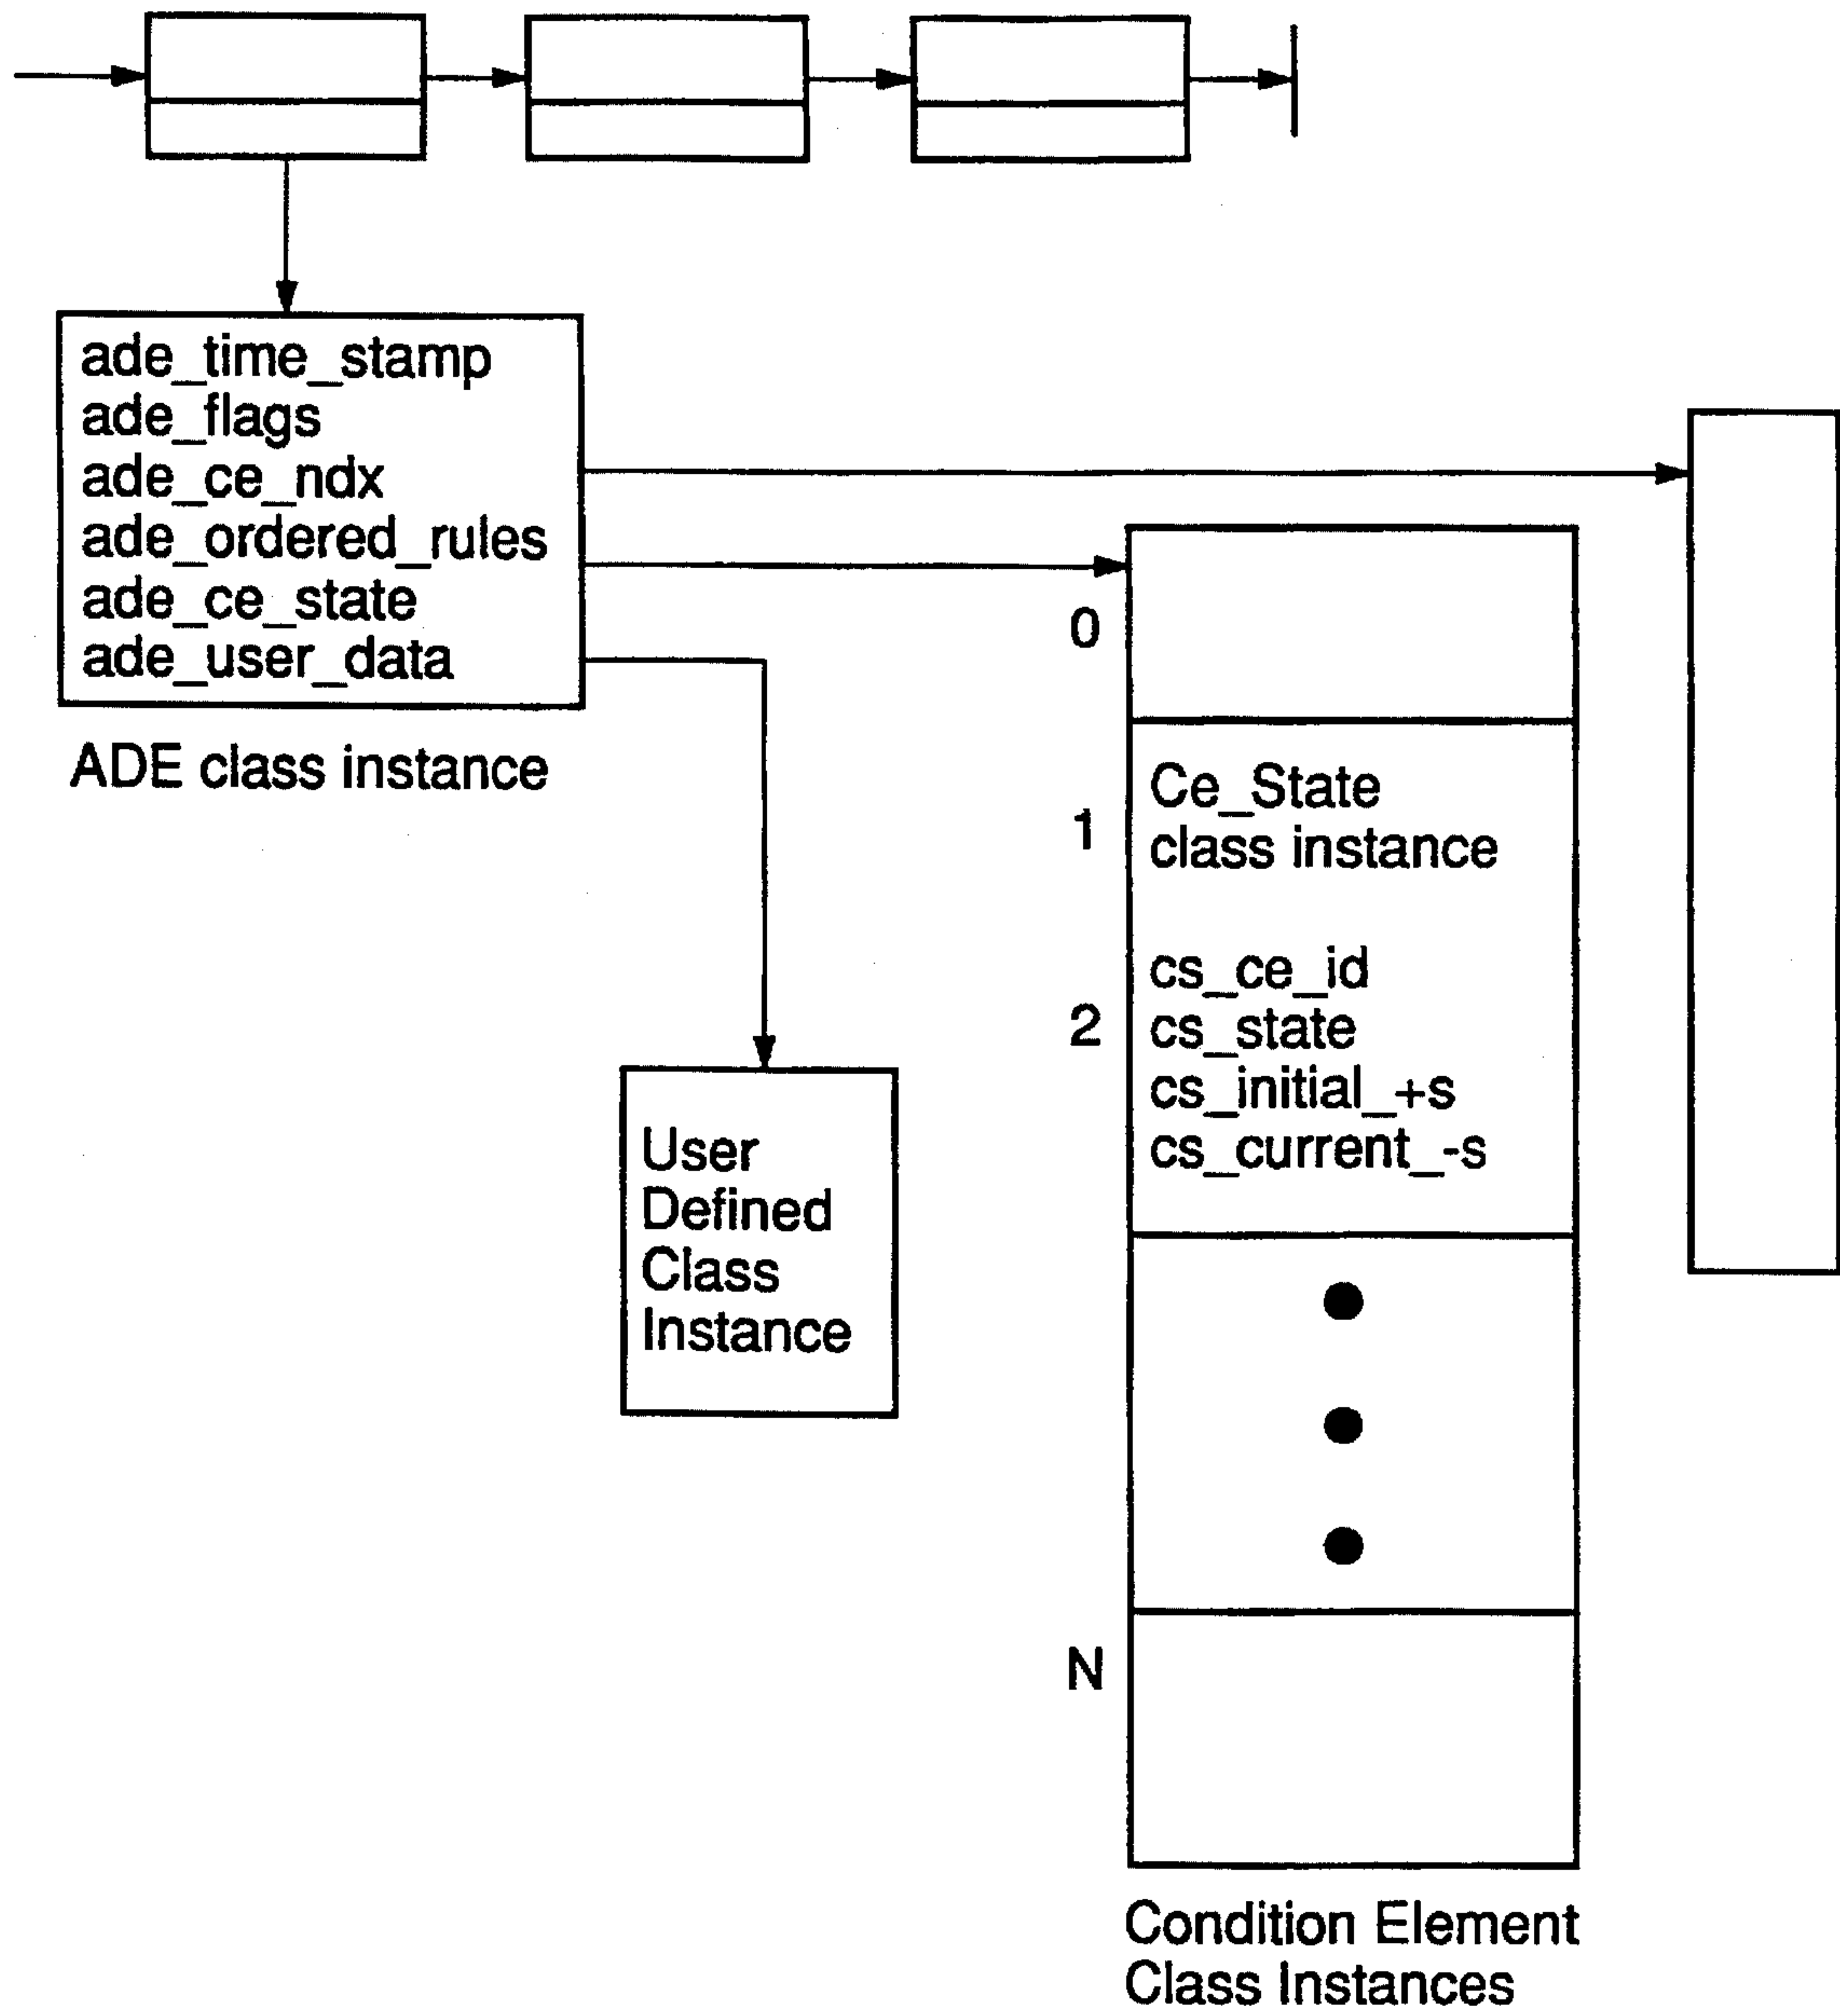 ade_time_stamp
ade_flags
ade_ce_ndx
ade_ordered_rules
ade_ce_state
ade_user_data
ADE class instance
User
Defined
Class
Instance
0
1
Ce_State
class instance
2
cs_ce_id
cs_state
cs_initial_+s
cs_current_-s
N
Condition Element
Class Instances